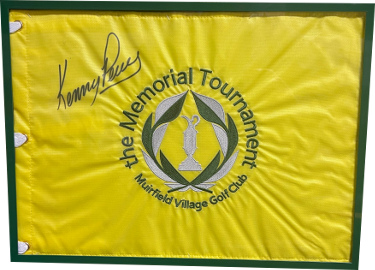 Kenny Perry
the Memorial Tournament
Muirfield Village Golf Club